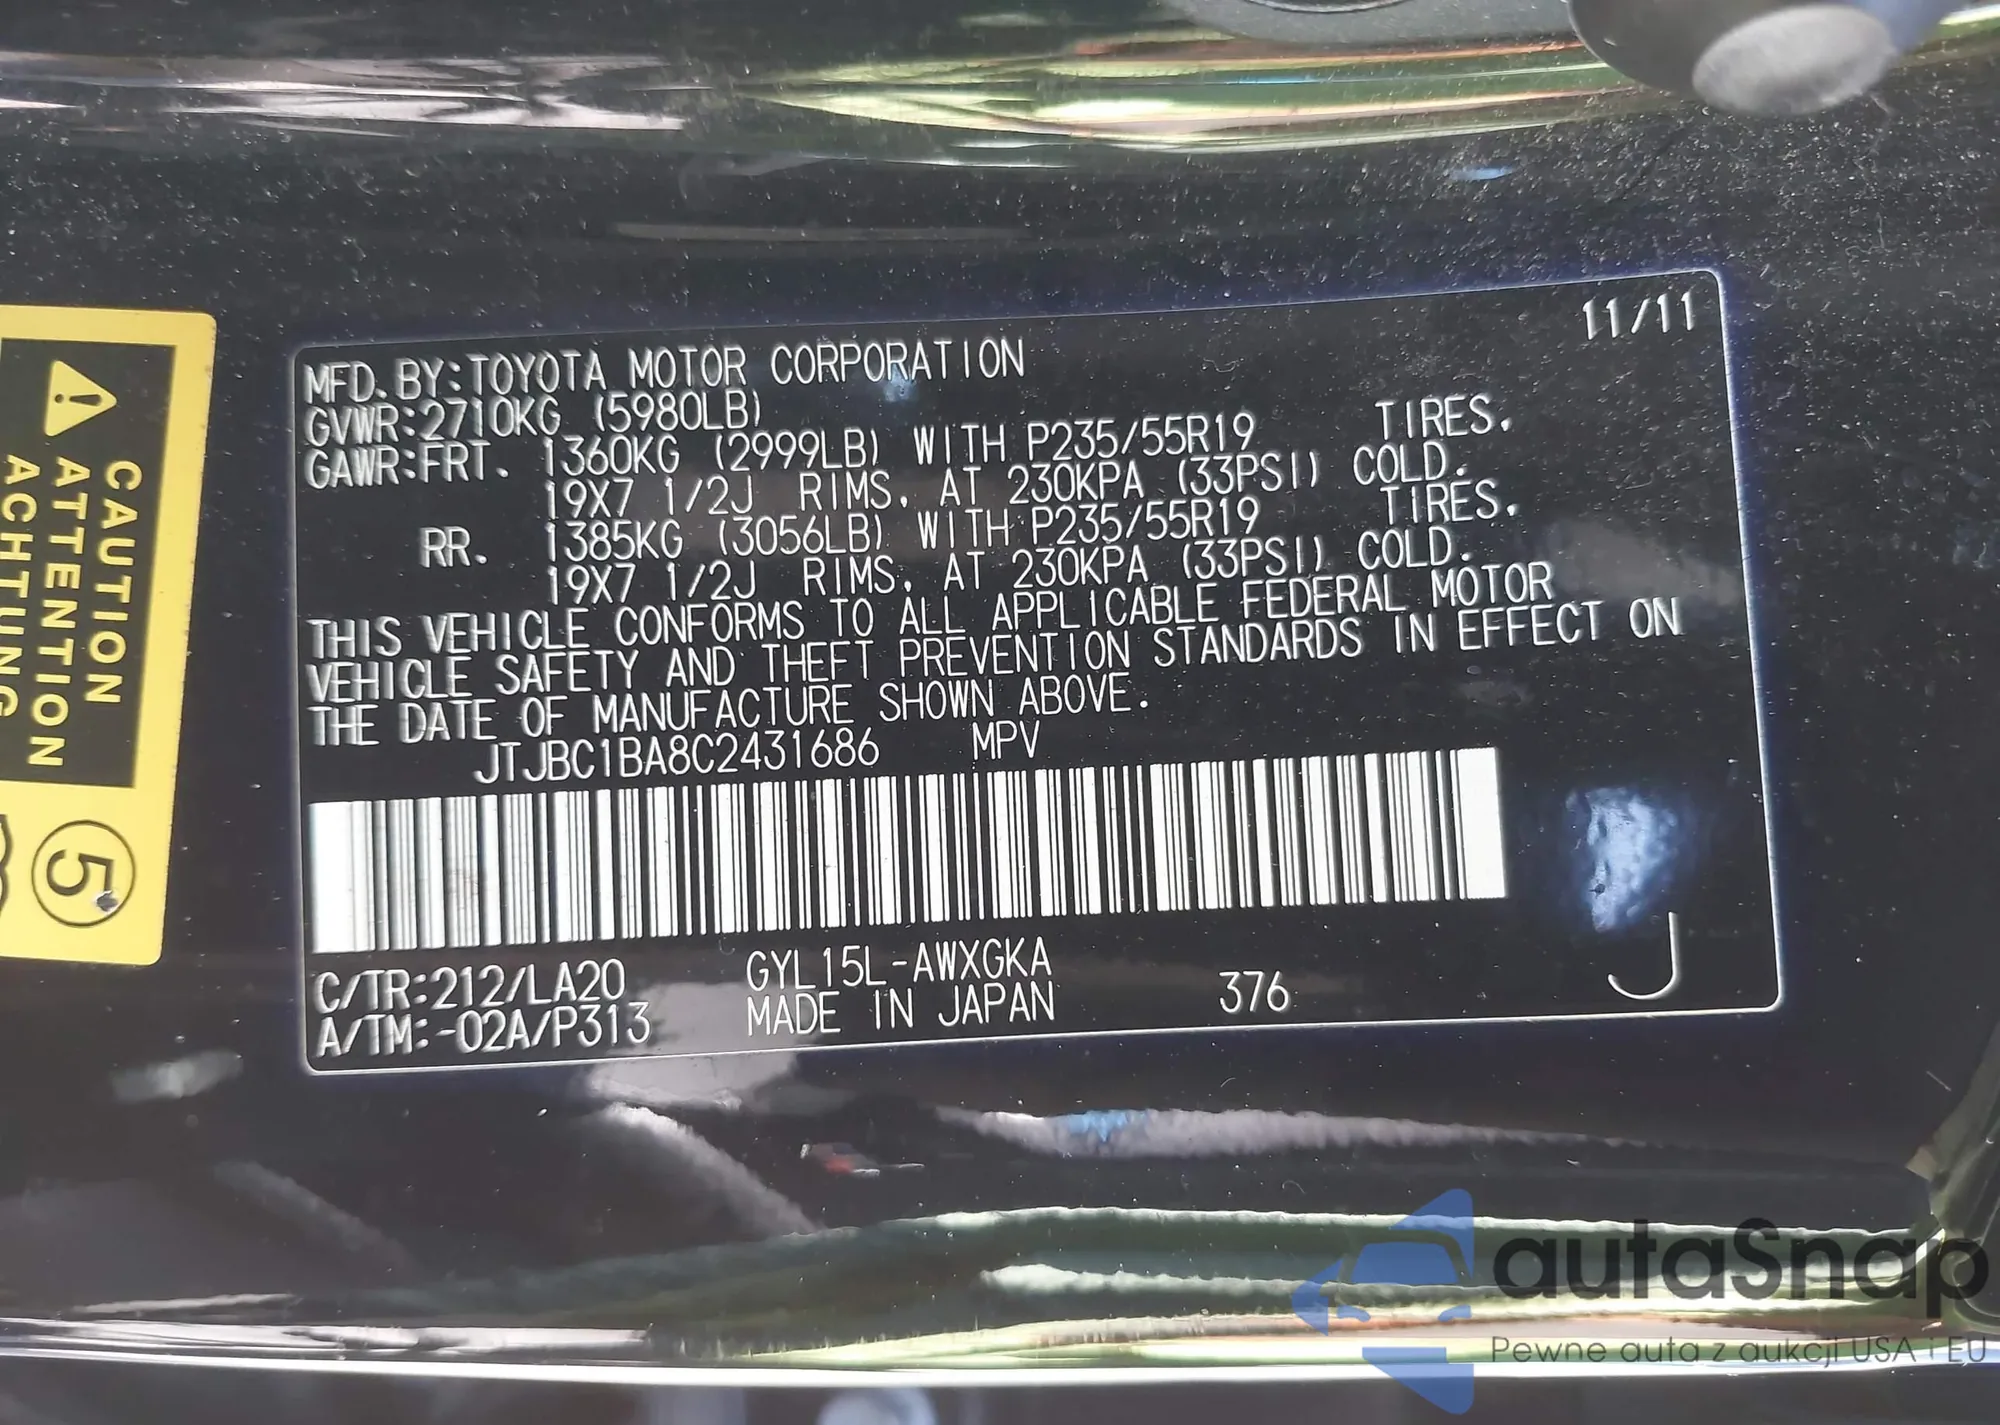 11/11
MFD. BY: TOYOTA MOTOR CORPORATION
GVWR: 2710KG (5980LB)
GAWR: FRT. 1360KG (2999LB) WITH P235/55R19 TIRES.
19X7 1/2J RIMS, AT 230KPA (33PSI) COLD.
RR. 1385KG (3056LB) WITH P235/55R19 TIRES.
19X7 1/2J RIMS, AT 230KPA (33PSI) COLD.
THIS VEHICLE CONFORMS TO ALL APPLICABLE FEDERAL MOTOR
VEHICLE SAFETY AND THEFT PREVENTION STANDARDS IN EFFECT ON
THE DATE OF MANUFACTURE SHOWN ABOVE.
JTJBC1BA8C2431686 MPV
C/TR: 212/LA20 GYL15L-AWXGKA
A/TM: -02A/P313 MADE IN JAPAN 376 J
CAUTION
ATTENTION
ACHTUNG
5
autaSnap
Pewne auta z aukcji USA i EU